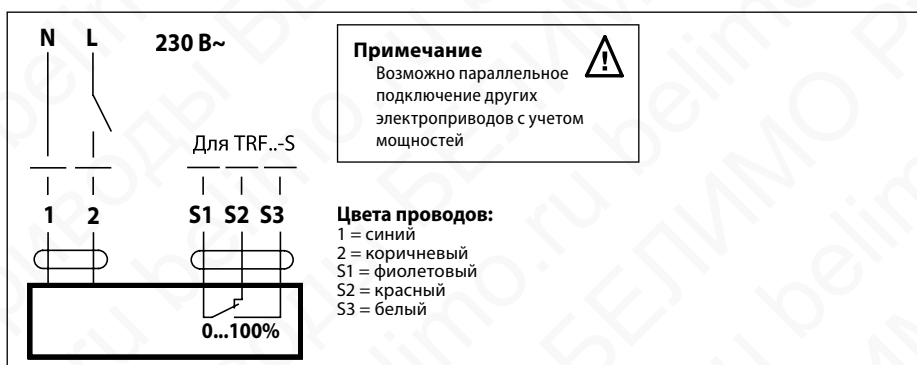 N L 230 В~
Примечание
Возможно параллельное
подключение других
электроприводов с учетом
мощностей
Для TRF..-S
1 2 S1 S2 S3
Цвета проводов:
1 = синий
2 = коричневый
S1 = фиолетовый
S2 = красный
S3 = белый
0...100%